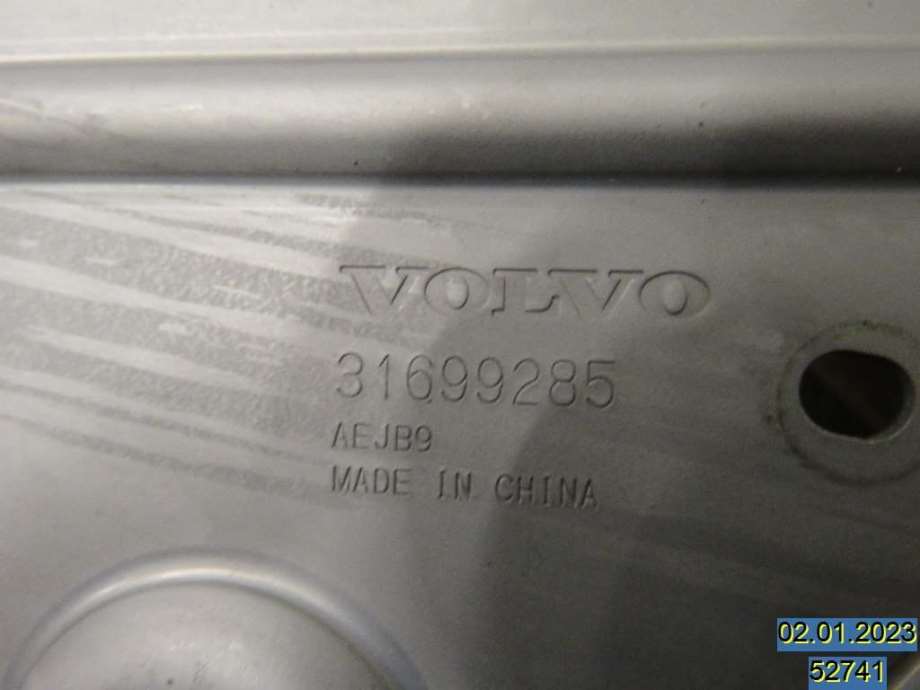 VOLVO
31699285
AEJB9
MADE IN CHINA
02.01.2023
52741